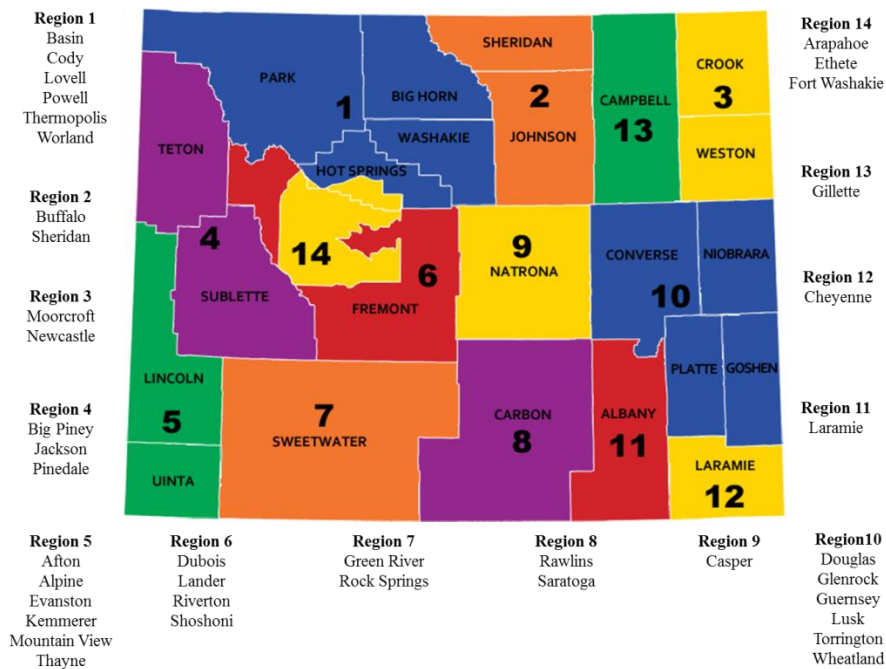 Region 1
Basin
Cody
Lovell
Powell
Thermopolis
Worland
Region 2
Buffalo
Sheridan
Region 3
Moorcroft
Newcastle
Region 4
Big Piney
Jackson
Pinedale
Region 5
Afton
Alpine
Evanston
Kemmerer
Mountain View
Thayne
Region 6
Dubois
Lander
Riverton
Shoshoni
Region 7
Green River
Rock Springs
Region 8
Rawlins
Saratoga
Region 9
Casper
Region10
Douglas
Glenrock
Guernsey
Lusk
Torrington
Wheatland
Region 11
Laramie
Region 12
Cheyenne
Region 13
Gillette
Region 14
Arapahoe
Ethete
Fort Washakie
PARK
1
BIG HORN
WASHAKIE
HOT SPRINGS
SHERIDAN
2
JOHNSON
CAMPBELL
13
CROOK
3
WESTON
TETON
4
SUBLETTE
14
6
FREMONT
9
NATRONA
CONVERSE
10
NIOBRARA
PLATTE
GOSHEN
LINCOLN
5
UINTA
7
SWEETWATER
CARBON
8
ALBANY
11
LARAMIE
12